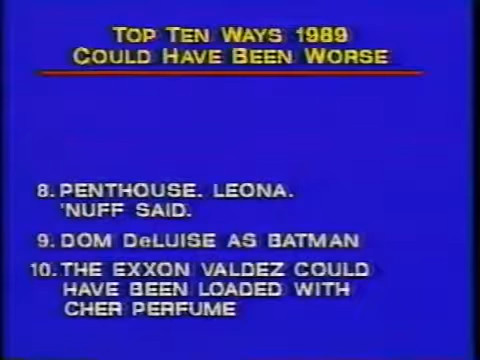 TOP TEN WAYS 1989
COULD HAVE BEEN WORSE
8. PENTHOUSE. LEONA.
'NUFF SAID.
9. DOM DeLUISE AS BATMAN
10. THE EXXON VALDEZ COULD
HAVE BEEN LOADED WITH
CHER PERFUME